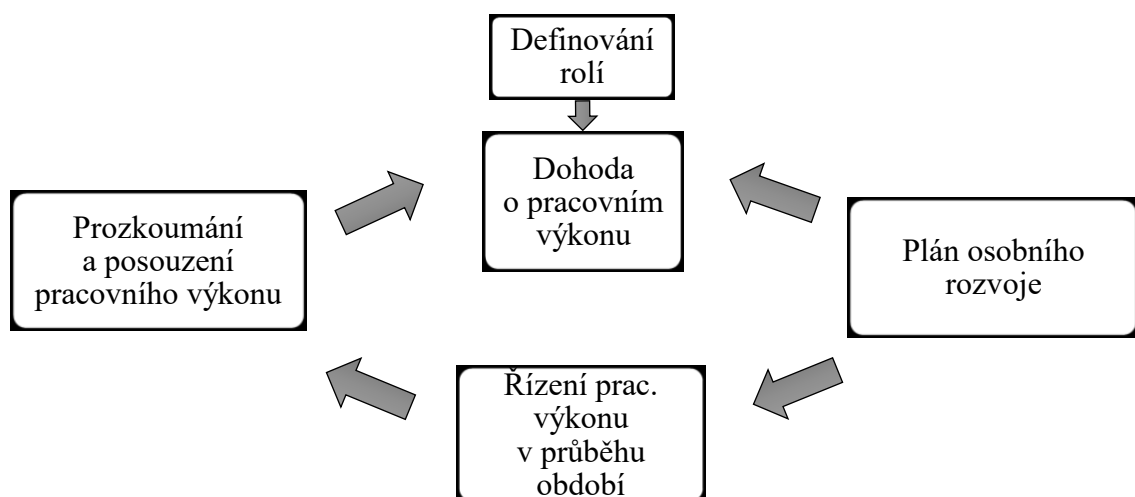 Definování
rolí
Dohoda
o pracovním
výkonu
Prozkoumání
a posouzení
pracovního výkonu
Plán osobního
rozvoje
Řízení prac.
výkonu
v průběhu
období